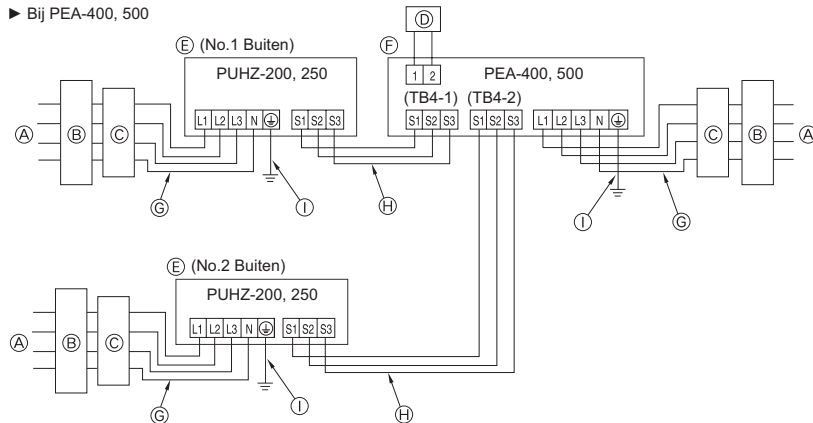 ► Bij PEA-400, 500
D
E (No.1 Buiten) F
PUHZ-200, 250 1 2 PEA-400, 500
(TB4-1) (TB4-2)
L1 L2 L3 N S1 S2 S3 S1 S2 S3 S1 S2 S3 L1 L2 L3 N
A B C C B A
G I H I G
E (No.2 Buiten)
PUHZ-200, 250
L1 L2 L3 N S1 S2 S3
A B C
G I H